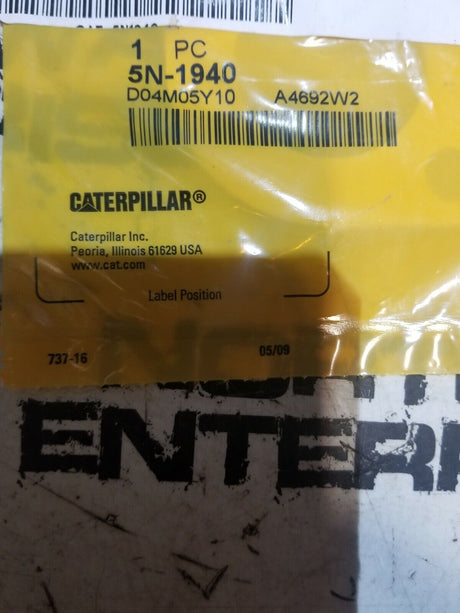 1 PC
5N-1940
D04M05Y10 A4692W2
CATERPILLAR®
Caterpillar Inc.
Peoria, Illinois 61629 USA
www.cat.com
Label Position
737-16 05/09